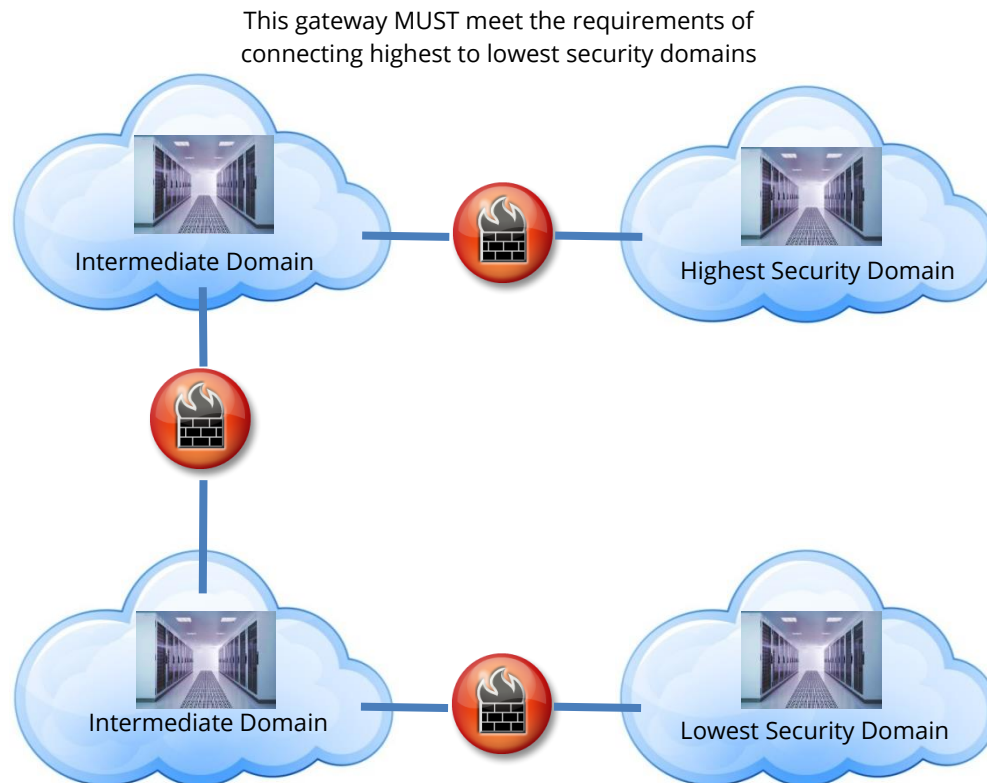 This gateway MUST meet the requirements of
connecting highest to lowest security domains
Intermediate Domain
Highest Security Domain
Intermediate Domain
Lowest Security Domain